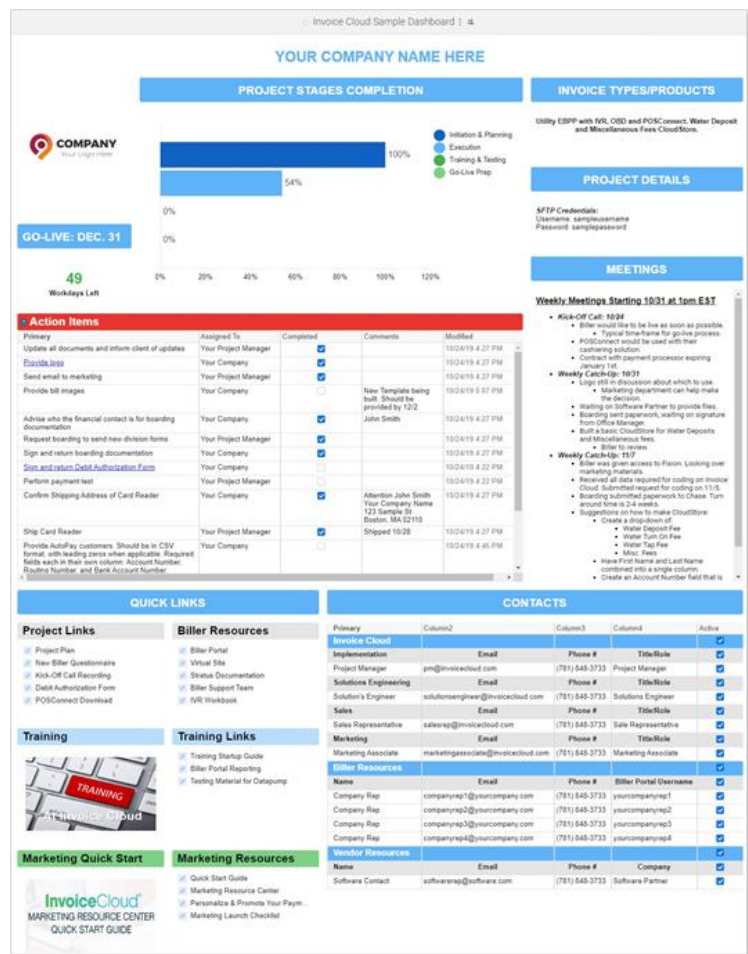 Invoice Cloud Sample Dashboard
YOUR COMPANY NAME HERE
PROJECT STAGES COMPLETION
COMPANY
Your Logo Here
100%
54%
0%
0%
0% 20% 40% 60% 80% 100% 120%
Initiation & Planning
Execution
Training & Testing
Go-Live Prep
GO-LIVE: DEC. 31
49
Workdays Left
INVOICE TYPES/PRODUCTS
Utility EBPP with IVR, OBD and POSConnect. Water Deposit
and Miscellaneous Fees CloudStore.
PROJECT DETAILS
SFTP Credentials:
Username: sampleusername
Password: samplepassword
MEETINGS
Weekly Meetings Starting 10/31 at 1pm EST
Kick-Off Call: 10/24
Biller would like to be live as soon as possible.
Typical time-frame for go-live process.
POSConnect would be used with their
cashiering solution.
Contract with payment processor expiring
January 1st.
Weekly Catch-Up: 10/31
Logo still in discussion about which to use.
Marketing department can help make
the decision.
Waiting on Software Partner to provide files.
Boarding sent paperwork, waiting on signature
from Office Manager.
Built a basic CloudStore for Water Deposits
and Miscellaneous fees.
Biller to review.
Weekly Catch-Up: 11/7
Biller was given access to Fision. Looking over
marketing materials.
Received all data required for coding on Invoice
Cloud. Submitted request for coding on 11/5.
Boarding submitted paperwork to Chase. Turn
around time is 2-4 weeks.
Suggestions on how to make CloudStore:
Create a dropdown of:
Water Deposit Fee
Water Turn On Fee
Water Tap Fee
Misc. Fees
Have First Name and Last Name
combined into a single column.
Create an Account Number field that is
Action Items
Primary Assigned To Completed Comments Modified
Update all documents and inform client of updates Your Project Manager 10/24/19 4:27 PM
Provide logo Your Company 10/24/19 4:27 PM
Send email to marketing Your Project Manager 10/24/19 4:27 PM
Provide bill images Your Company New Template being 10/24/19 5:07 PM
built. Should be
provided by 12/2
Advise who the financial contact is for boarding Your Company John Smith 10/24/19 4:27 PM
documentation
Request boarding to send new division forms Your Project Manager 10/24/19 4:27 PM
Sign and return boarding documentation Your Company 10/24/19 4:27 PM
Sign and return Debit Authorization Form Your Company 10/24/19 4:22 PM
Perform payment test Your Company 10/24/19 4:22 PM
Confirm Shipping Address of Card Reader Your Company Attention John Smith 10/24/19 4:27 PM
Your Company Name
123 Sample St
Boston, MA 02110
Ship Card Reader Your Project Manager Shipped 10/28 10/24/19 4:27 PM
Provide AutoPay customers. Should be in CSV Your Company 10/24/19 4:45 PM
format, with leading zeros when applicable. Required
fields each in their own column: Account Number,
Routing Number, and Bank Account Number
QUICK LINKS
Project Links
Project Plan
New Biller Questionnaire
Kick-Off Call Recording
Debit Authorization Form
POSConnect Download
Biller Resources
Biller Portal
Virtual Site
Stratus Documentation
Biller Support Team
IVR Workbook
Training
TRAINING
At Invoice Cloud
Training Links
Training Startup Guide
Biller Portal Reporting
Testing Material for Datapump
Marketing Quick Start
InvoiceCloud®
MARKETING RESOURCE CENTER
QUICK START GUIDE
Marketing Resources
Quick Start Guide
Marketing Resource Center
Personalize & Promote Your Paym...
Marketing Launch Checklist
CONTACTS
Primary Column2 Column3 Column4 Active
Invoice Cloud
Implementation Email Phone # Title/Role
Project Manager pm@invoicecloud.com (781) 848-3733 Project Manager
Solutions Engineering Email Phone # Title/Role
Solution's Engineer solutionsengineer@invoicecloud.com (781) 848-3733 Solutions Engineer
Sales Email Phone # Title/Role
Sales Representative salesrep@invoicecloud.com (781) 848-3733 Sale Representative
Marketing Email Phone # Title/Role
Marketing Associate marketingassociate@invoicecloud.com (781) 848-3733 Marketing Associate
Biller Resources
Name Email Phone # Biller Portal Username
Company Rep companyrep1@yourcompany.com (781) 848-3733 yourcompanyrep1
Company Rep companyrep2@yourcompany.com (781) 848-3733 yourcompanyrep2
Company Rep companyrep3@yourcompany.com (781) 848-3733 yourcompanyrep3
Company Rep companyrep4@yourcompany.com (781) 848-3733 yourcompanyrep4
Vendor Resources
Name Email Phone # Company
Software Contact softwarerep@software.com (781) 848-3733 Software Partner